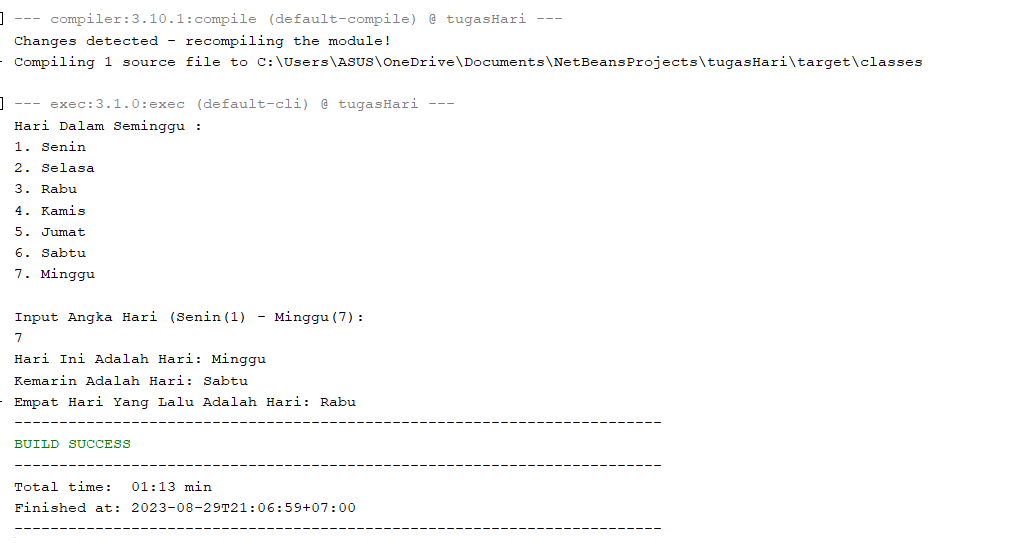 --- compiler:3.10.1:compile (default-compile) @ tugasHari ---
Changes detected - recompiling the module!
Compiling 1 source file to C:\Users\ASUS\OneDrive\Documents\NetBeansProjects\tugasHari\target\classes
--- exec:3.1.0:exec (default-cli) @ tugasHari ---
Hari Dalam Seminggu :
1. Senin
2. Selasa
3. Rabu
4. Kamis
5. Jumat
6. Sabtu
7. Minggu
Input Angka Hari (Senin(1) - Minggu(7):
7
Hari Ini Adalah Hari: Minggu
Kemarin Adalah Hari: Sabtu
Empat Hari Yang Lalu Adalah Hari: Rabu
------------------------------------------------------------------------
BUILD SUCCESS
------------------------------------------------------------------------
Total time:  01:13 min
Finished at: 2023-08-29T21:06:59+07:00
------------------------------------------------------------------------